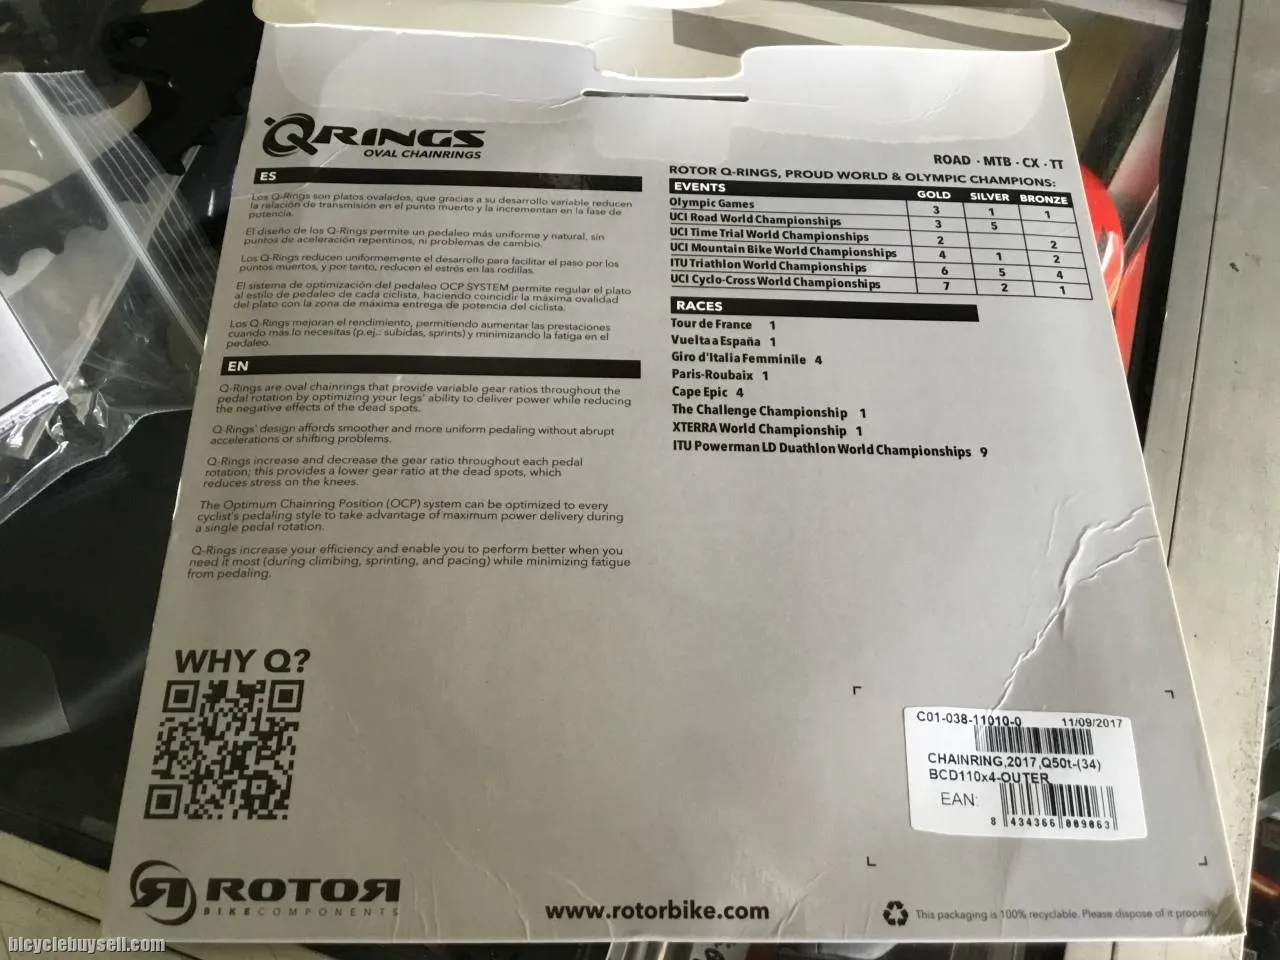 QRINGS
OVAL CHAINRINGS
ES
Los Q-Rings son platos ovalados, que gracias a su desarrollo variable reducen
la relación de transmisión en el punto muerto y la incrementan en la fase de
potencia.
El diseño de los Q-Rings permite un pedaleo más uniforme y natural, sin
puntos de aceleración repentinos, ni problemas de cambio.
Los Q-Rings reducen uniformemente el desarrollo para facilitar el paso por los
puntos muertos, y por tanto, reducen el estrés en las rodillas.
El sistema de optimización del pedaleo OCP SYSTEM permite regular el plato
al estilo de pedaleo de cada ciclista, haciendo coincidir la máxima ovalidad
del plato con la zona de máxima entrega de potencia del ciclista.
Los Q-Rings mejoran el rendimiento, permitiendo aumentar las prestaciones
cuando más lo necesitas (p.ej.: subidas, sprints) y minimizando la fatiga en el
pedaleo.
EN
Q-Rings are oval chainrings that provide variable gear ratios throughout the
pedal rotation by optimizing your legs' ability to deliver power while reducing
the negative effects of the dead spots.
Q-Rings' design affords smoother and more uniform pedaling without abrupt
accelerations or shifting problems.
Q-Rings increase and decrease the gear ratio throughout each pedal
rotation; this provides a lower gear ratio at the dead spots, which
reduces stress on the knees.
The Optimum Chainring Position (OCP) system can be optimized to every
cyclist's pedaling style to take advantage of maximum power delivery during
a single pedal rotation.
Q-Rings increase your efficiency and enable you to perform better when you
need it most (during climbing, sprinting, and pacing) while minimizing fatigue
from pedaling.
WHY Q?
ROTOR
BIKE COMPONENTS
ROAD · MTB · CX · TT
ROTOR Q-RINGS, PROUD WORLD & OLYMPIC CHAMPIONS:
EVENTS GOLD SILVER BRONZE
Olympic Games 3 1 1
UCI Road World Championships 3 5
UCI Time Trial World Championships 2 2
UCI Mountain Bike World Championships 4 1 2
ITU Triathlon World Championships 6 5 4
UCI Cyclo-Cross World Championships 7 2 1
RACES
Tour de France 1
Vuelta a España 1
Giro d'Italia Femminile 4
Paris-Roubaix 1
Cape Epic 4
The Challenge Championship 1
XTERRA World Championship 1
ITU Powerman LD Duathlon World Championships 9
C01-038-11010-0 11/09/2017
CHAINRING,2017,Q50t-(34)
BCD110x4-OUTER
EAN:
8 434366 009063
www.rotorbike.com
This packaging is 100% recyclable. Please dispose of it properly
bicyclebuysell.com